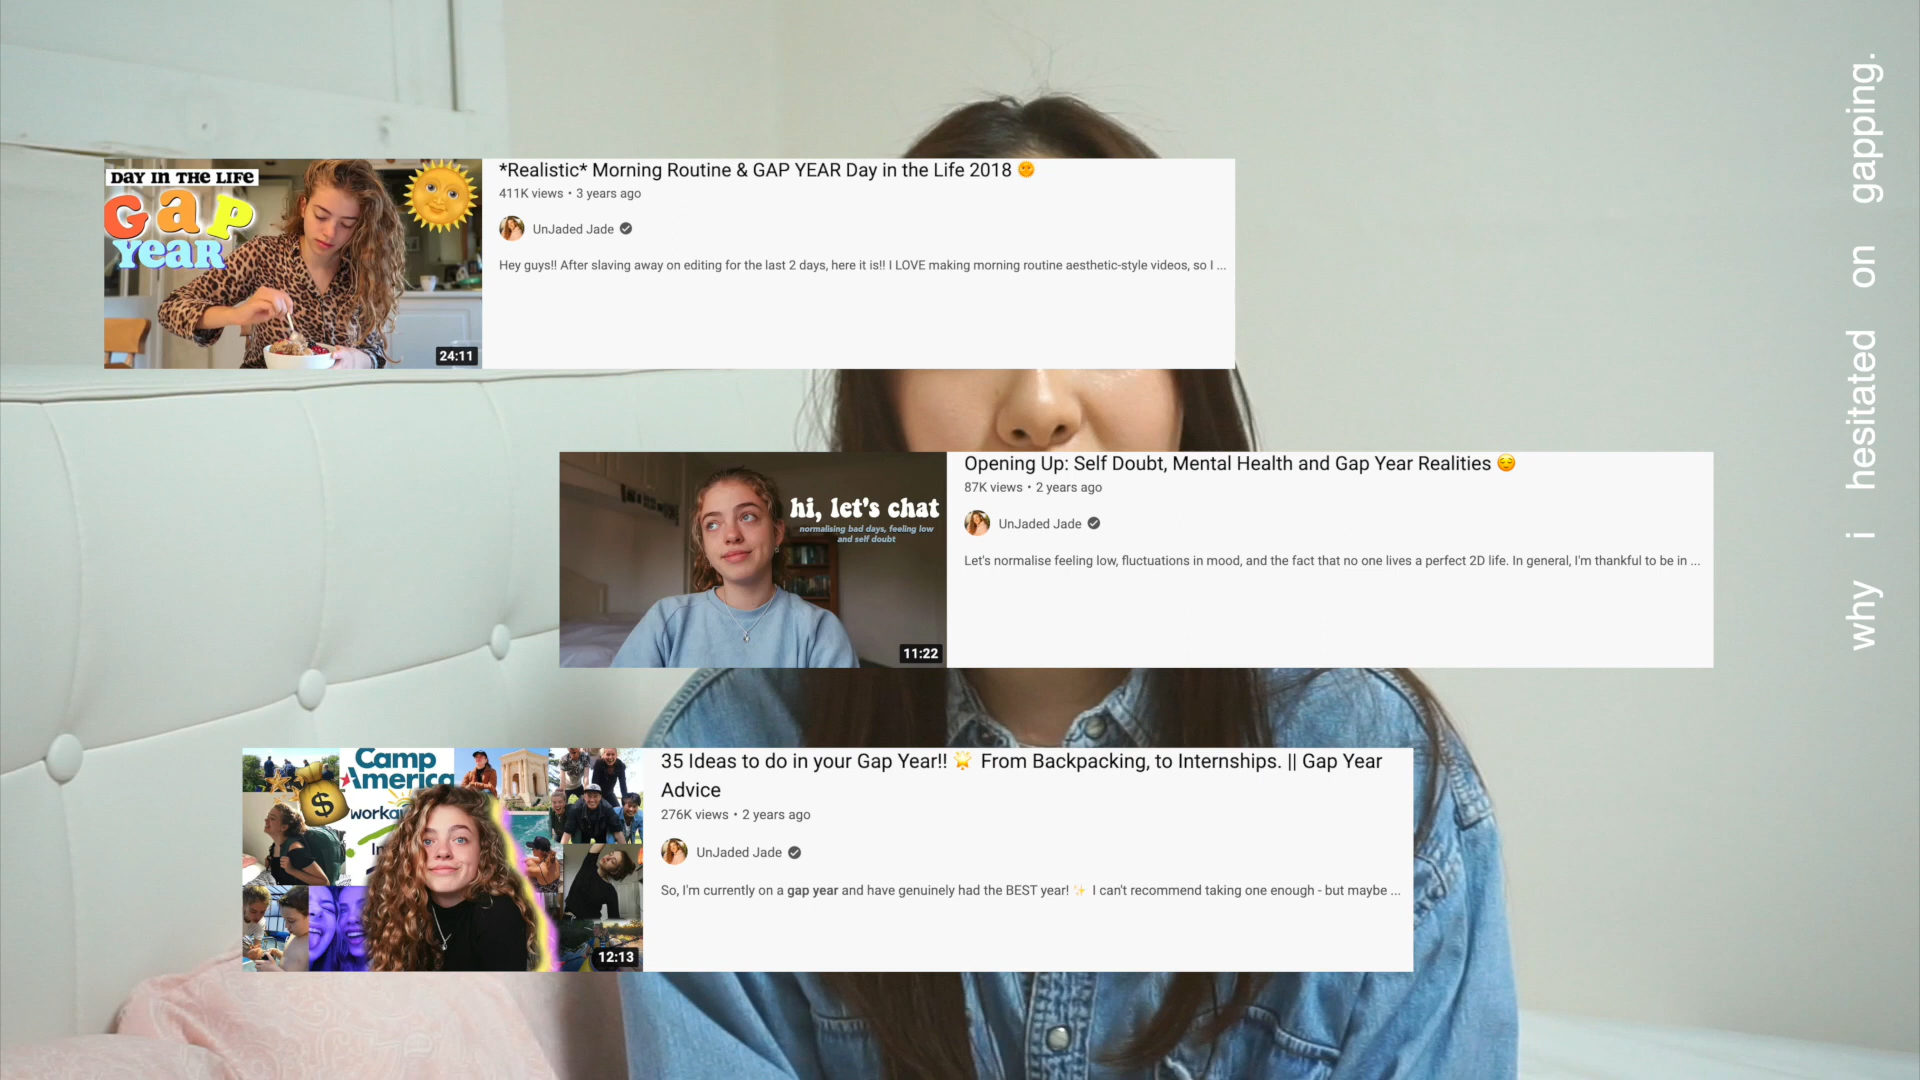 DAY IN THE LIFE
GaP
YeaR
24:11
*Realistic* Morning Routine & GAP YEAR Day in the Life 2018 🌞
411K views • 3 years ago
UnJaded Jade
Hey guys!! After slaving away on editing for the last 2 days, here it is!! I LOVE making morning routine aesthetic-style videos, so I ...
hi, let's chat
normalising bad days, feeling low
and self doubt
11:22
Opening Up: Self Doubt, Mental Health and Gap Year Realities 😌
87K views • 2 years ago
UnJaded Jade
Let's normalise feeling low, fluctuations in mood, and the fact that no one lives a perfect 2D life. In general, I'm thankful to be in ...
Camp
America
$
worka
In
12:13
35 Ideas to do in your Gap Year!! 🌟 From Backpacking, to Internships. || Gap Year
Advice
276K views • 2 years ago
UnJaded Jade
So, I'm currently on a gap year and have genuinely had the BEST year! ✨ I can't recommend taking one enough - but maybe ...
why i hesitated on gapping.